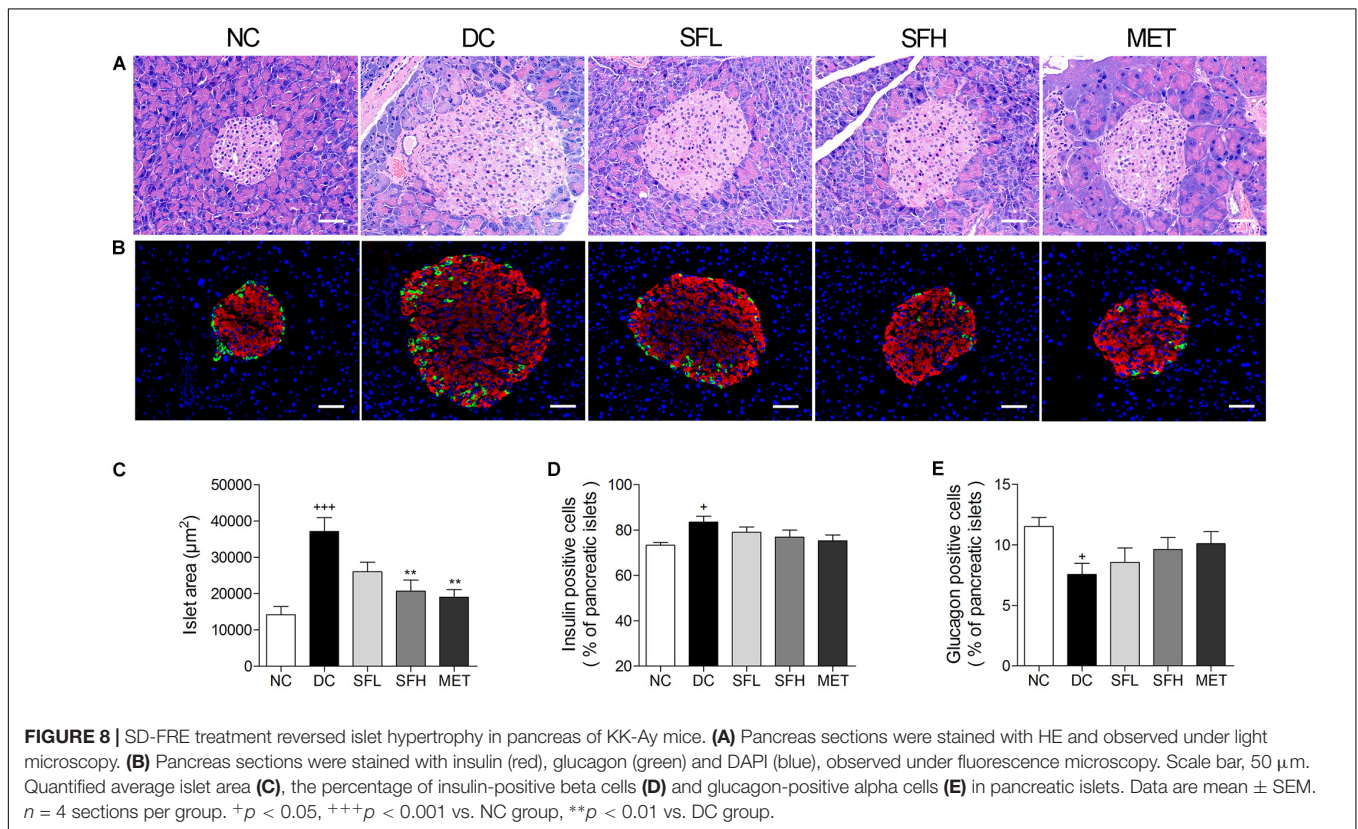 NC DC SFL SFH MET
A
B
C
Islet area (µm²)
50000
40000
30000
20000
10000
0
NC DC SFL SFH MET
+++
**
**
D
Insulin positive cells
( % of pancreatic islets )
100
80
60
40
20
NC DC SFL SFH MET
+
E
Glucagon positive cells
( % of pancreatic islets )
15
10
5
0
NC DC SFL SFH MET
+
FIGURE 8 | SD-FRE treatment reversed islet hypertrophy in pancreas of KK-Ay mice. (A) Pancreas sections were stained with HE and observed under light
microscopy. (B) Pancreas sections were stained with insulin (red), glucagon (green) and DAPI (blue), observed under fluorescence microscopy. Scale bar, 50 µm.
Quantified average islet area (C), the percentage of insulin-positive beta cells (D) and glucagon-positive alpha cells (E) in pancreatic islets. Data are mean ± SEM.
n = 4 sections per group. +p < 0.05, +++p < 0.001 vs. NC group, **p < 0.01 vs. DC group.